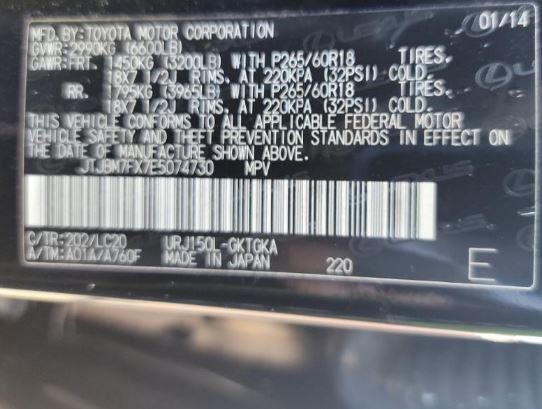 MFD.BY:TOYOTA MOTOR CORPORATION 01/14
GVWR:2990KG (6600LB)
GAWR:FRT. 1450KG (3200LB) WITH P265/60R18 TIRES.
18X7 1/2J RIMS. AT 220KPA (32PSI) COLD.
RR. 1795KG (3965LB) WITH P265/60R18 TIRES.
18X7 1/2J RIMS. AT 220KPA (32PSI) COLD.
THIS VEHICLE CONFORMS TO ALL APPLICABLE FEDERAL MOTOR
VEHICLE SAFETY AND THEFT PREVENTION STANDARDS IN EFFECT ON
THE DATE OF MANUFACTURE SHOWN ABOVE.
JTJBM7FX7E5074730 MPV
C/TR:202/LC20 URJ150L-GKTGKA
A/TM:A01A/A760F MADE IN JAPAN 220 E